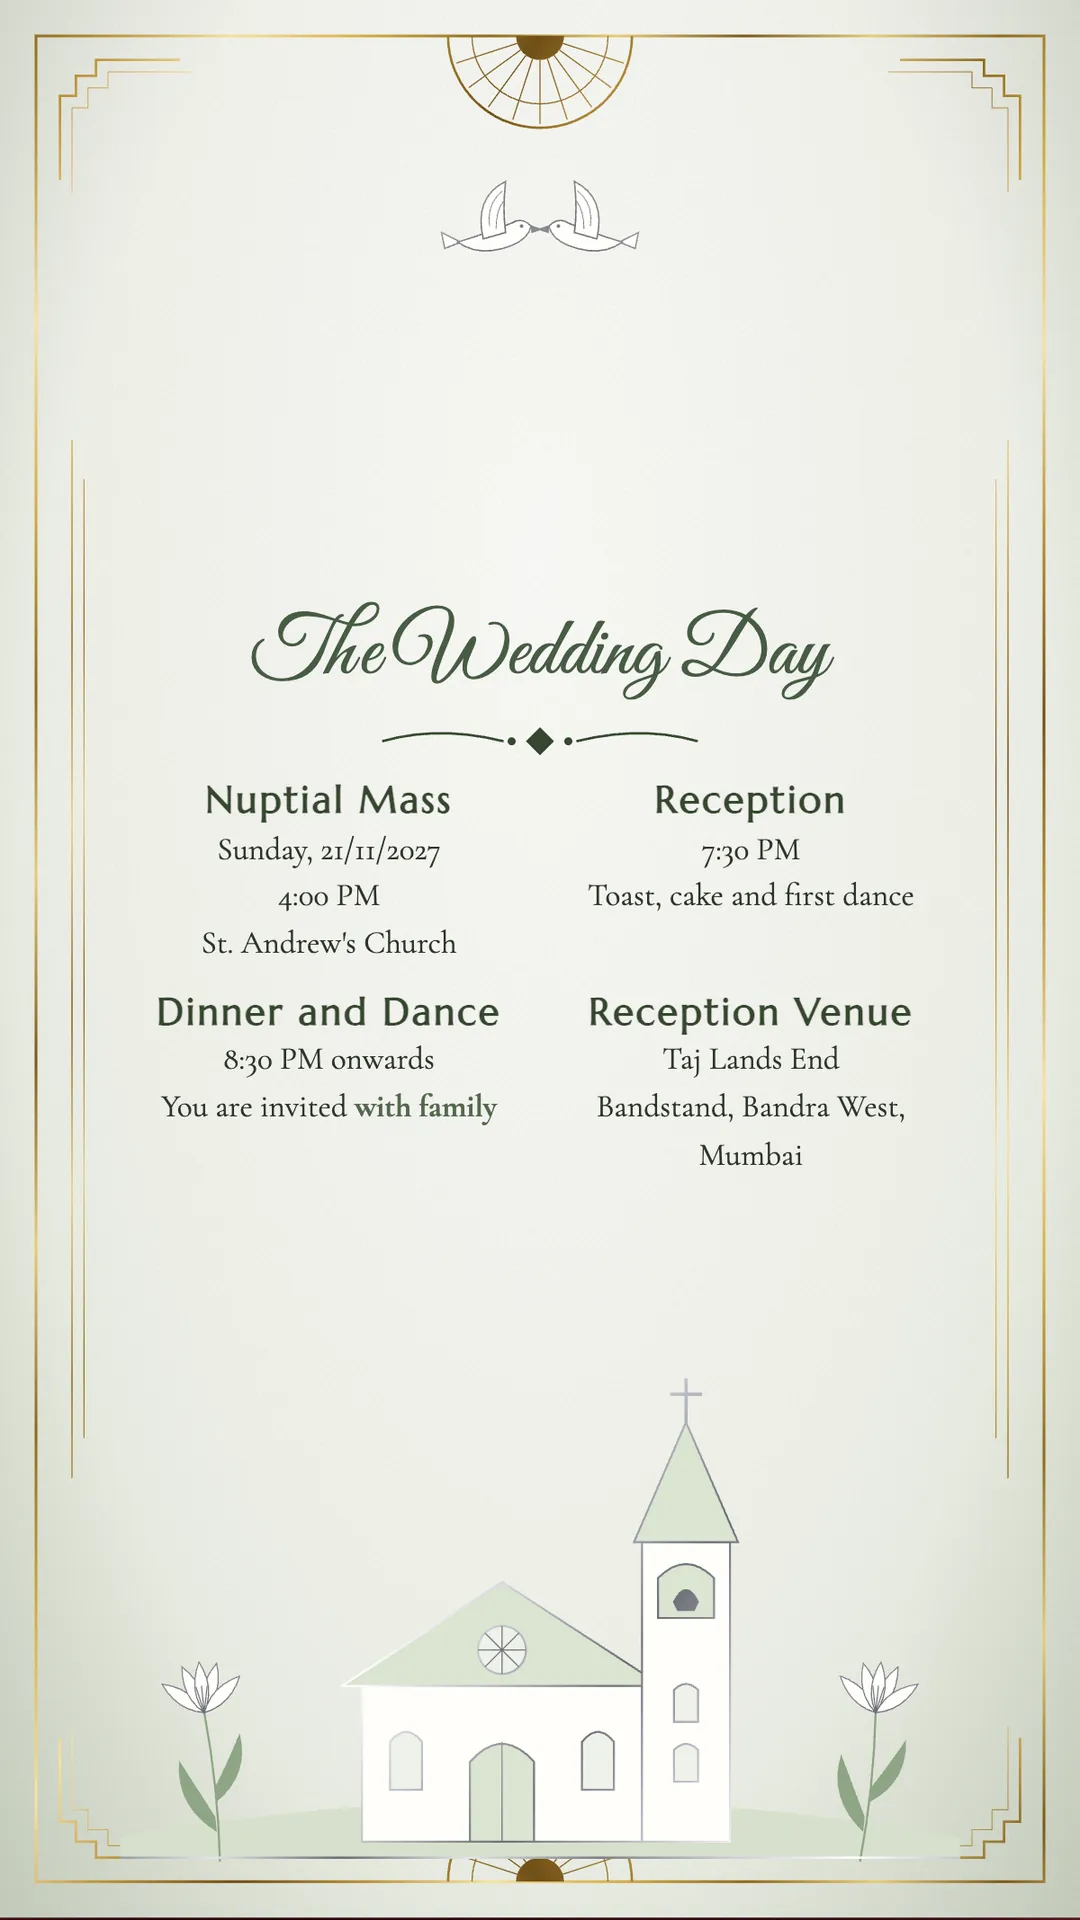 The Wedding Day
Nuptial Mass
Sunday, 21/11/2027
4:00 PM
St. Andrew's Church
Reception
7:30 PM
Toast, cake and first dance
Dinner and Dance
8:30 PM onwards
You are invited with family
Reception Venue
Taj Lands End
Bandstand, Bandra West,
Mumbai